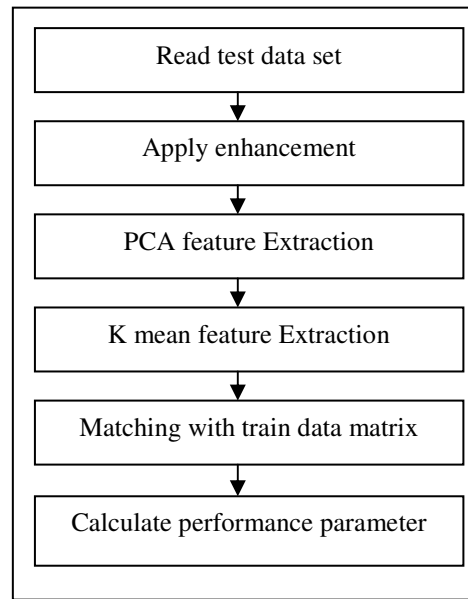 Read test data set
Apply enhancement
PCA feature Extraction
K mean feature Extraction
Matching with train data matrix
Calculate performance parameter